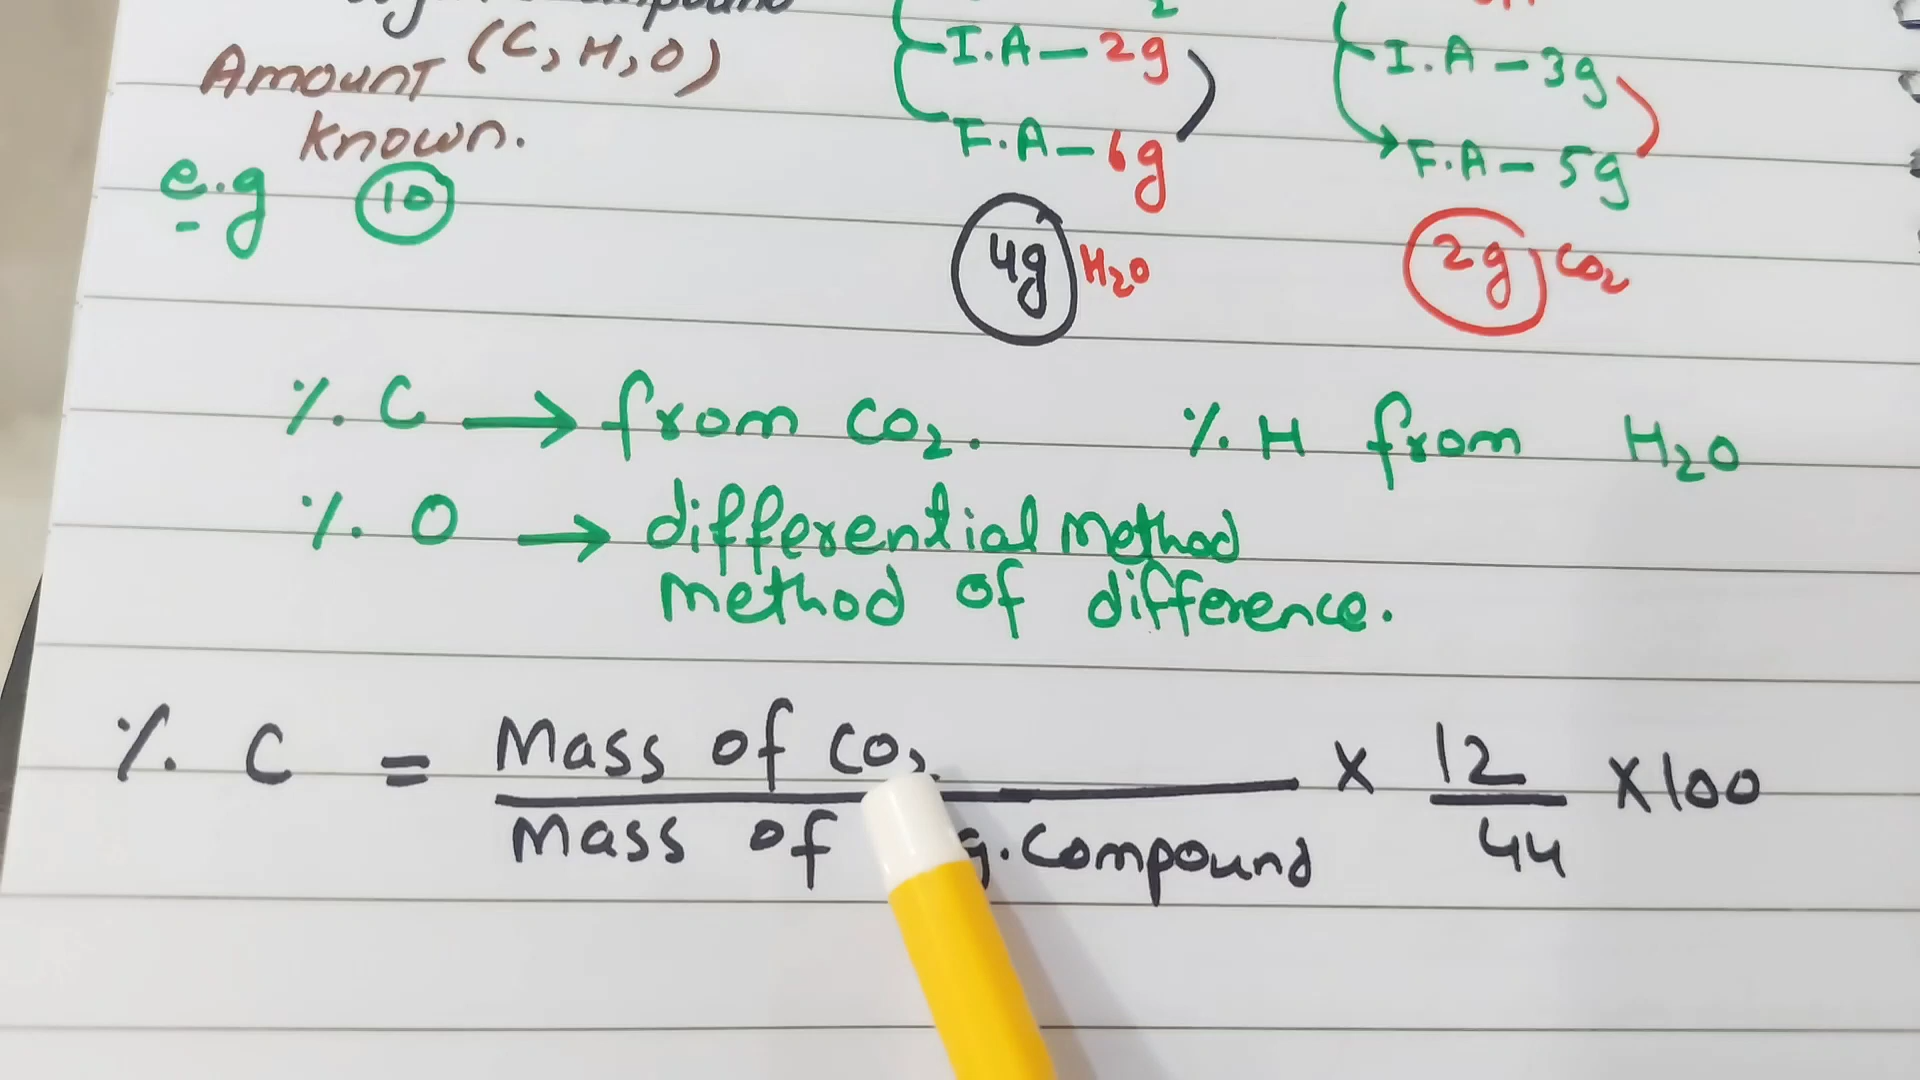 compound
I.A - 2g
I.A - 3g
Amount (C, H, O)
known.
F.A - 6g
F.A - 5g
e.g 10
4g H2O
2g CO2
%. C → from CO2. %. H from H2O
%. O → differential Method
Method of difference.
%. C = Mass of CO2 / Mass of g. Compound × 12/44 × 100